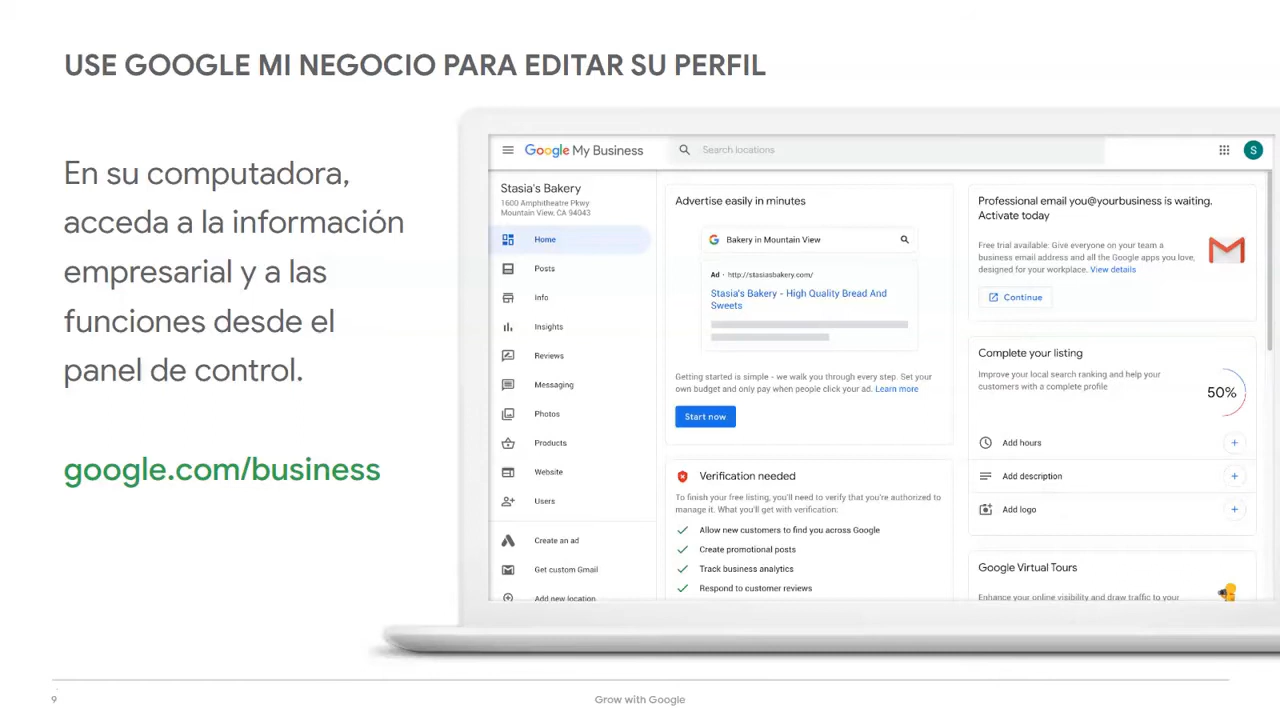 USE GOOGLE MI NEGOCIO PARA EDITAR SU PERFIL
En su computadora,
acceda a la información
empresarial y a las
funciones desde el
panel de control.
google.com/business
Google My Business
Search locations
S
Stasia's Bakery
1600 Amphitheatre Pkwy
Mountain View, CA 94043
Home
Posts
Info
Insights
Reviews
Messaging
Photos
Products
Website
Users
Create an ad
Get custom Gmail
Add new location
Advertise easily in minutes
Bakery in Mountain View
Ad · http://stasiasbakery.com/
Stasia's Bakery - High Quality Bread And
Sweets
Getting started is simple - we walk you through every step. Set your
own budget and only pay when people click your ad. Learn more
Start now
Verification needed
To finish your free listing, you'll need to verify that you're authorized to
manage it. What you'll get with verification:
Allow new customers to find you across Google
Create promotional posts
Track business analytics
Respond to customer reviews
Professional email you@yourbusiness is waiting.
Activate today
Free trial available: Give everyone on your team a
business email address and all the Google apps you love,
designed for your workplace. View details
Continue
Complete your listing
Improve your local search ranking and help your
customers with a complete profile
50%
Add hours
Add description
Add logo
Google Virtual Tours
Enhance your online visibility and draw traffic to your
9
Grow with Google